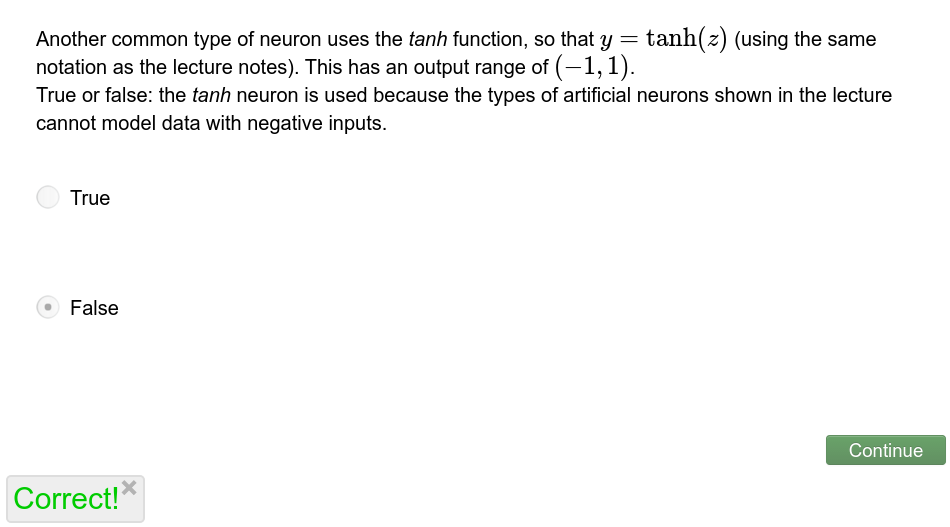 Another common type of neuron uses the tanh function, so that y = tanh(z) (using the same
notation as the lecture notes). This has an output range of (−1, 1).
True or false: the tanh neuron is used because the types of artificial neurons shown in the lecture
cannot model data with negative inputs.
True
False
Continue
Correct!